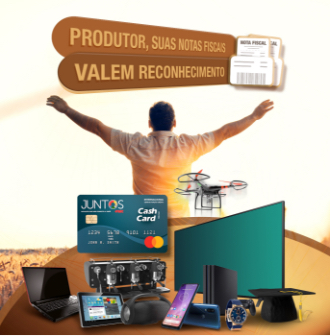 PRODUTOR, SUAS NOTAS FISCAIS
VALEM RECONHECIMENTO
NOTA FISCAL
JUNTOS
Cash
Card